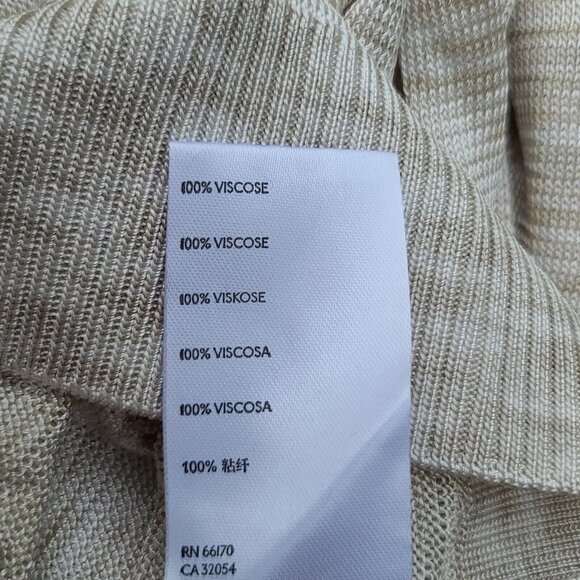 100% VISCOSE
100% VISCOSE
100% VISKOSE
100% VISCOSA
100% VISCOSA
100% 粘纤
RN 66170
CA 32054